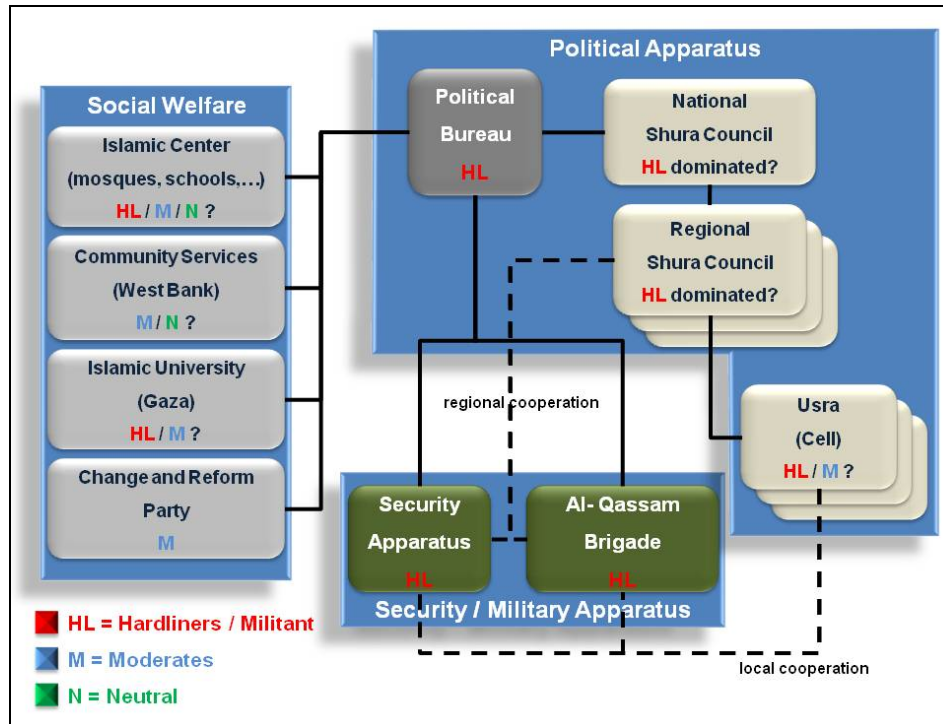 Social Welfare
Islamic Center
(mosques, schools,...)
HL / M / N ?
Community Services
(West Bank)
M / N ?
Islamic University
(Gaza)
HL / M ?
Change and Reform
Party
M
Political Apparatus
Political
Bureau
HL
National
Shura Council
HL dominated?
Regional
Shura Council
HL dominated?
Usra
(Cell)
HL / M ?
regional cooperation
Security
Apparatus
HL
Al- Qassam
Brigade
HL
Security / Military Apparatus
local cooperation
HL = Hardliners / Militant
M = Moderates
N = Neutral